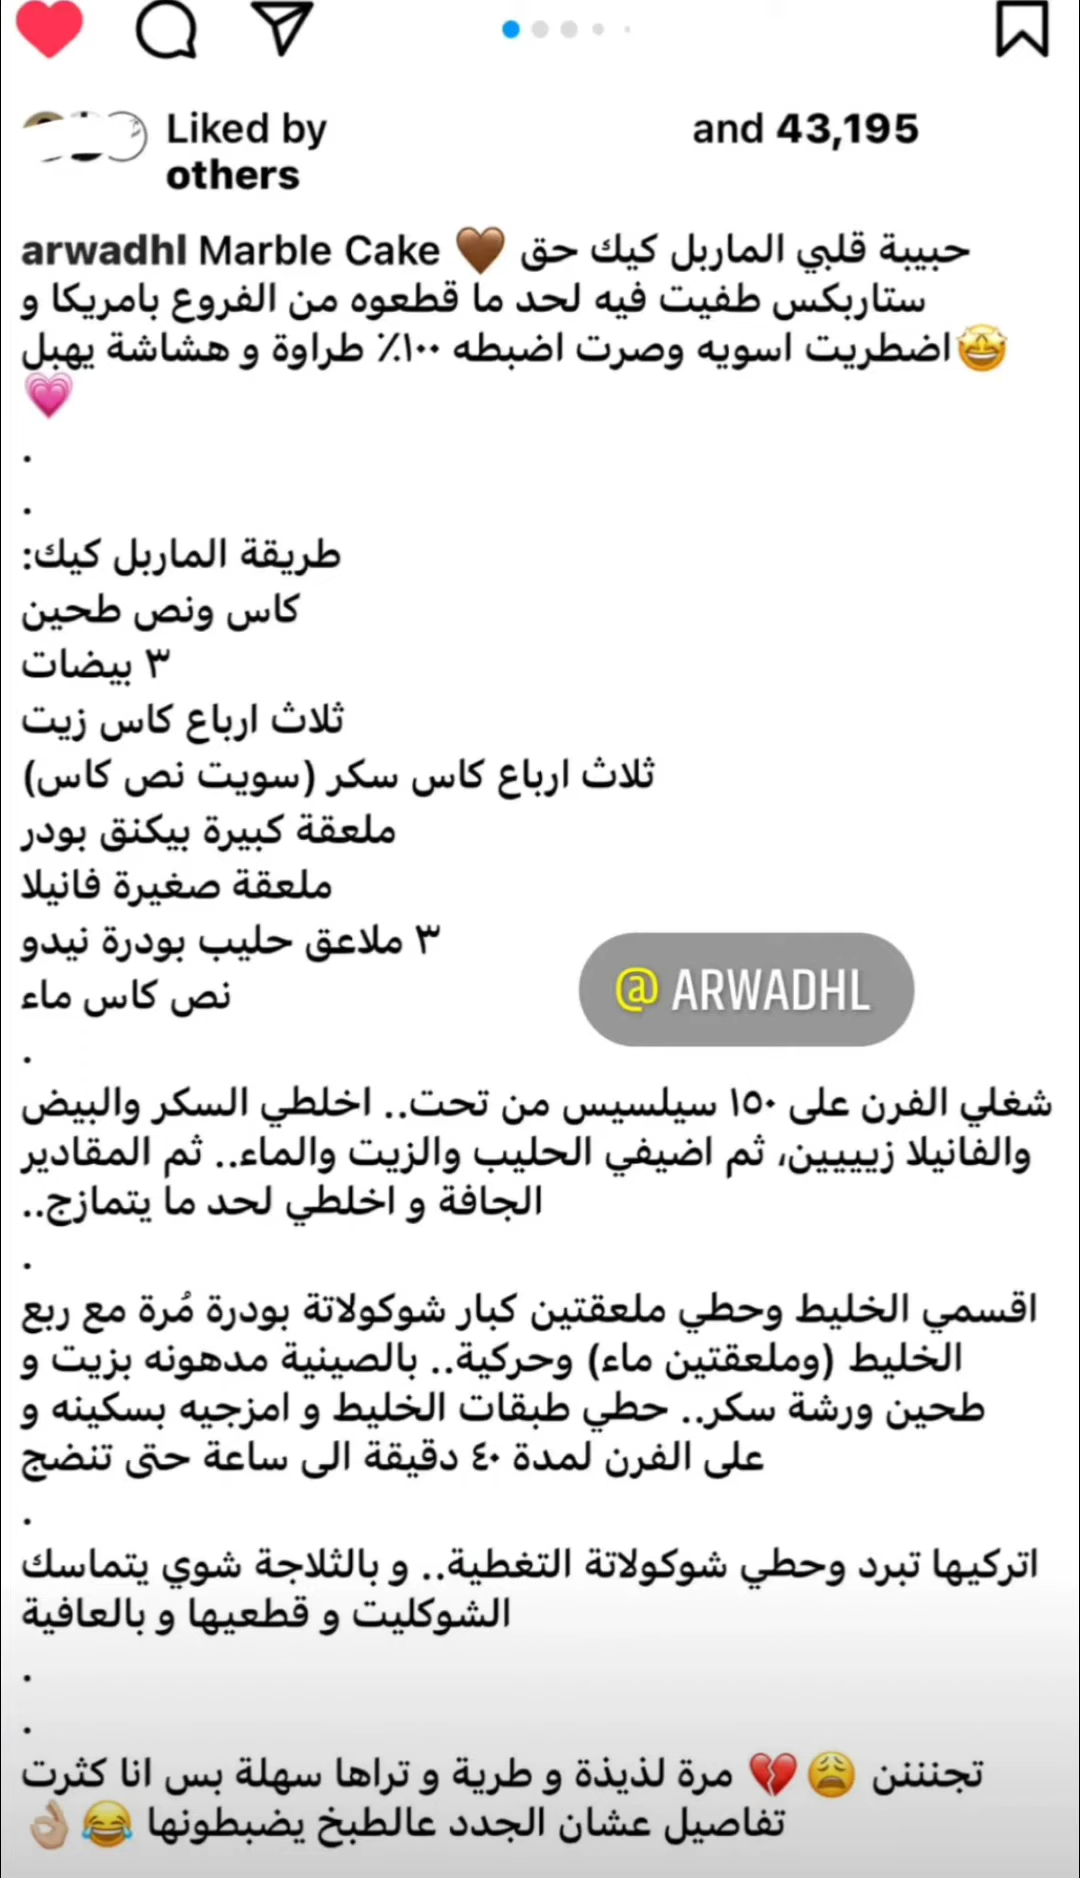 Liked by and 43,195
others
arwadhl Marble Cake 🤎 حبيبة قلبي الماربل كيك حق
ستاربكس طفيت فيه لحد ما قطعوه من الفروع بامريكا و
اضطريت اسويه وصرت اضبطه ١٠٠٪ طراوة و هشاشة يهبل🤩
💗
.
.
طريقة الماربل كيك:
كاس ونص طحين
٣ بيضات
ثلاث ارباع كاس زيت
ثلاث ارباع كاس سكر (سويت نص كاس)
ملعقة كبيرة بيكنق بودر
ملعقة صغيرة فانيلا
٣ ملاعق حليب بودرة نيدو
نص كاس ماء
@ ARWADHL
.
شغلي الفرن على ١٥٠ سيلسيس من تحت.. اخلطي السكر والبيض
والفانيلا زيييين، ثم اضيفي الحليب والزيت والماء.. ثم المقادير
الجافة و اخلطي لحد ما يتمازج..
.
اقسمي الخليط وحطي ملعقتين كبار شوكولاتة بودرة مُرة مع ربع
الخليط (وملعقتين ماء) وحركية.. بالصينية مدهونه بزيت و
طحين ورشة سكر.. حطي طبقات الخليط و امزجيه بسكينه و
على الفرن لمدة ٤٠ دقيقة الى ساعة حتى تنضج
.
اتركيها تبرد وحطي شوكولاتة التغطية.. و بالثلاجة شوي يتماسك
الشوكليت و قطعيها و بالعافية
.
.
تجننننن 😩💔 مرة لذيذة و طرية و تراها سهلة بس انا كثرت
تفاصيل عشان الجدد عالطبخ يضبطونها 😂👌🏼